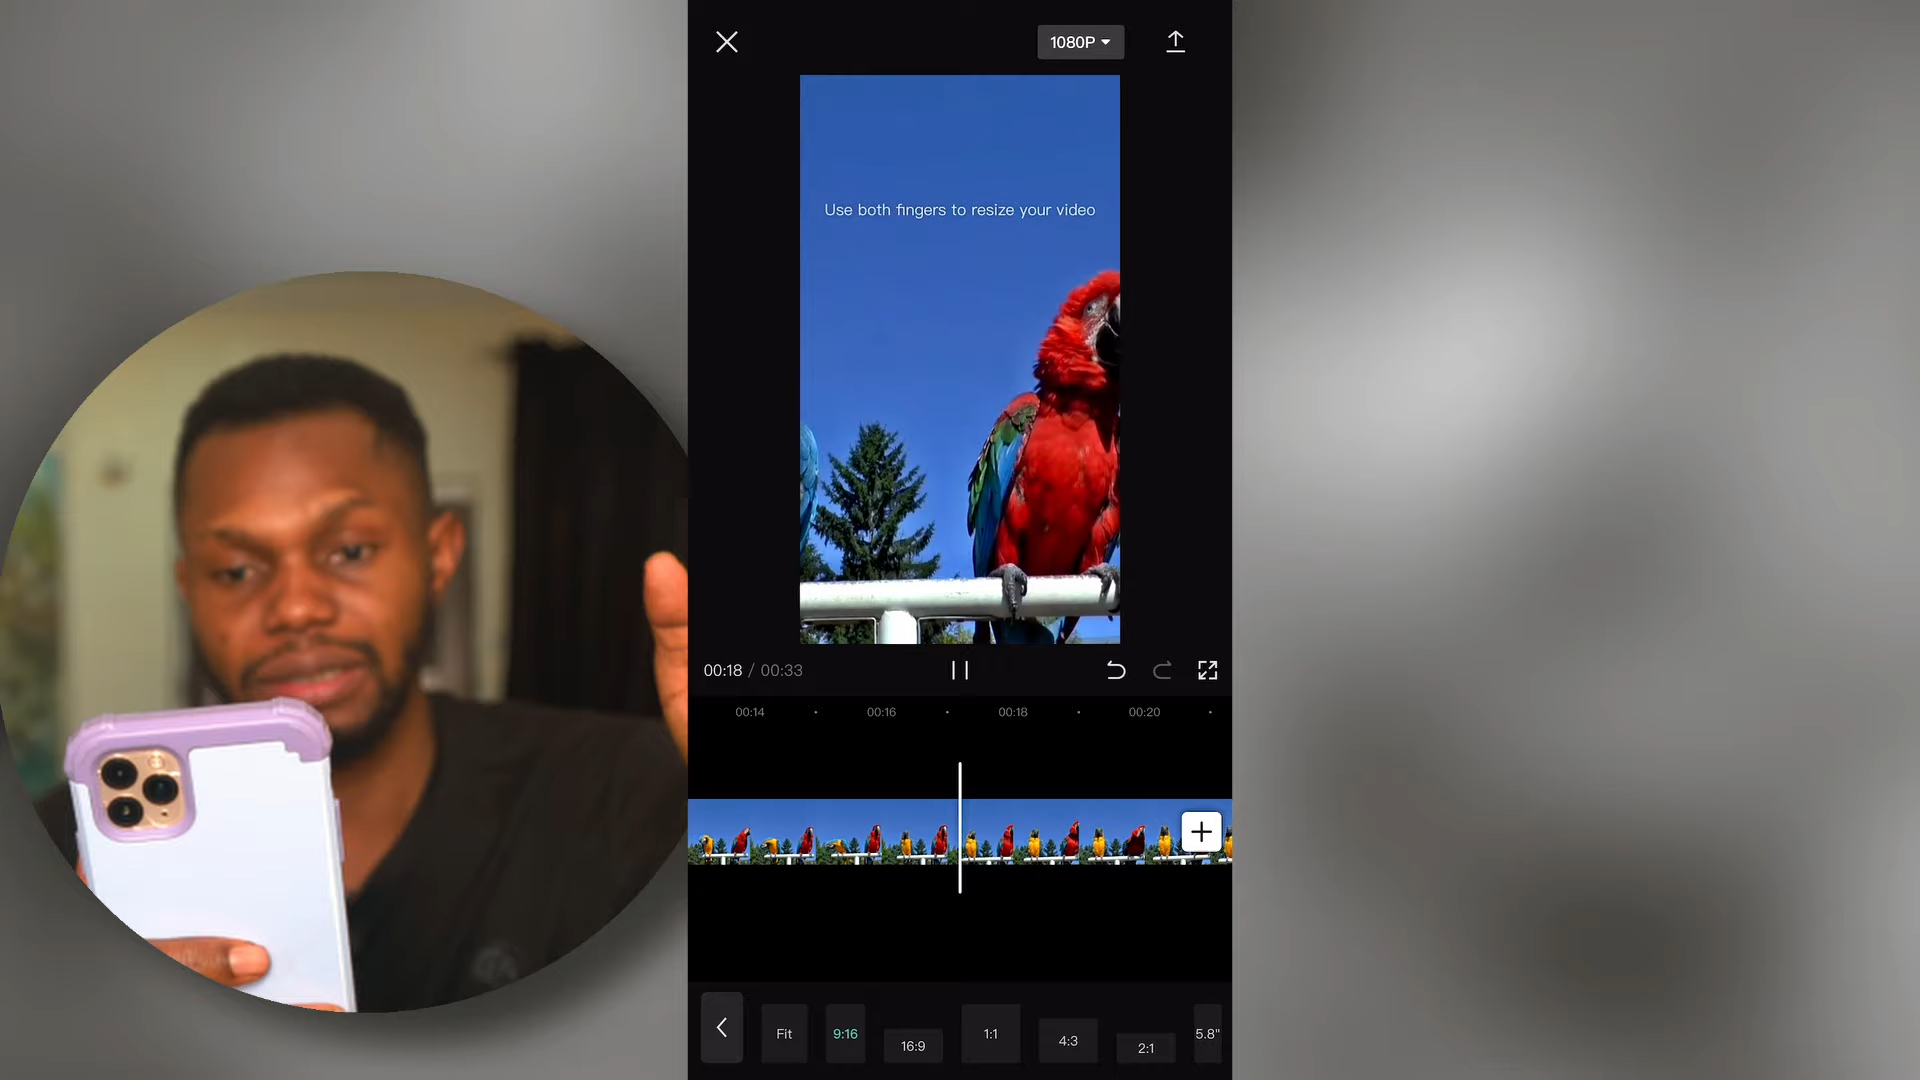 1080P
Use both fingers to resize your video
00:18 / 00:33
00:14
00:16
00:18
00:20
Fit
9:16
16:9
1:1
4:3
2:1
5.8"